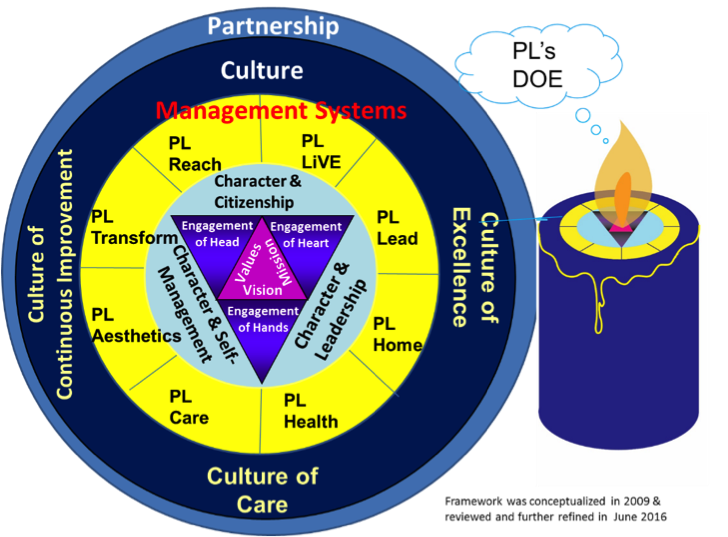 Partnership
Culture
Management Systems
PL's
DOE
PL
Reach
PL
LiVE
PL
Transform
PL
Lead
PL
Aesthetics
PL
Home
PL
Care
PL
Health
Character &
Citizenship
Character & Self-
Management
Character &
Leadership
Engagement
of Head
Engagement
of Heart
Values
Mission
Vision
Engagement
of Hands
Culture of
Continuous Improvement
Culture of
Excellence
Culture of
Care
Framework was conceptualized in 2009 &
reviewed and further refined in June 2016